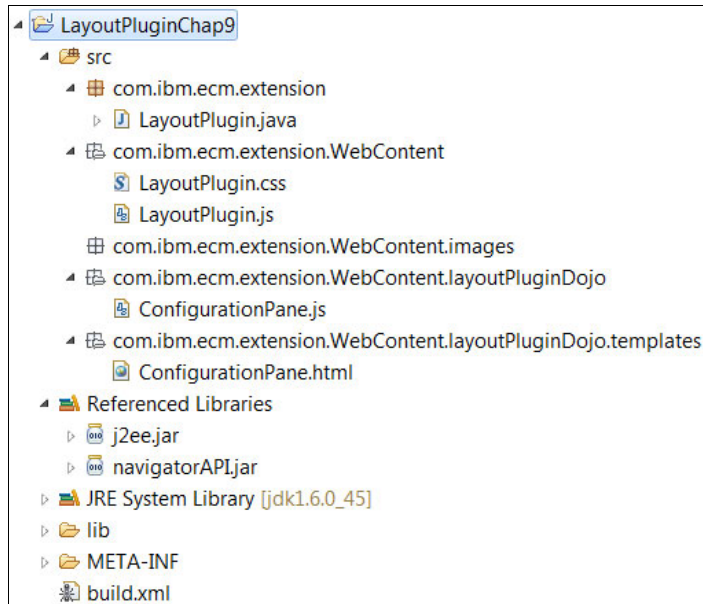 LayoutPluginChap9
src
com.ibm.ecm.extension
LayoutPlugin.java
com.ibm.ecm.extension.WebContent
LayoutPlugin.css
LayoutPlugin.js
com.ibm.ecm.extension.WebContent.images
com.ibm.ecm.extension.WebContent.layoutPluginDojo
ConfigurationPane.js
com.ibm.ecm.extension.WebContent.layoutPluginDojo.templates
ConfigurationPane.html
Referenced Libraries
j2ee.jar
navigatorAPI.jar
JRE System Library [jdk1.6.0_45]
lib
META-INF
build.xml